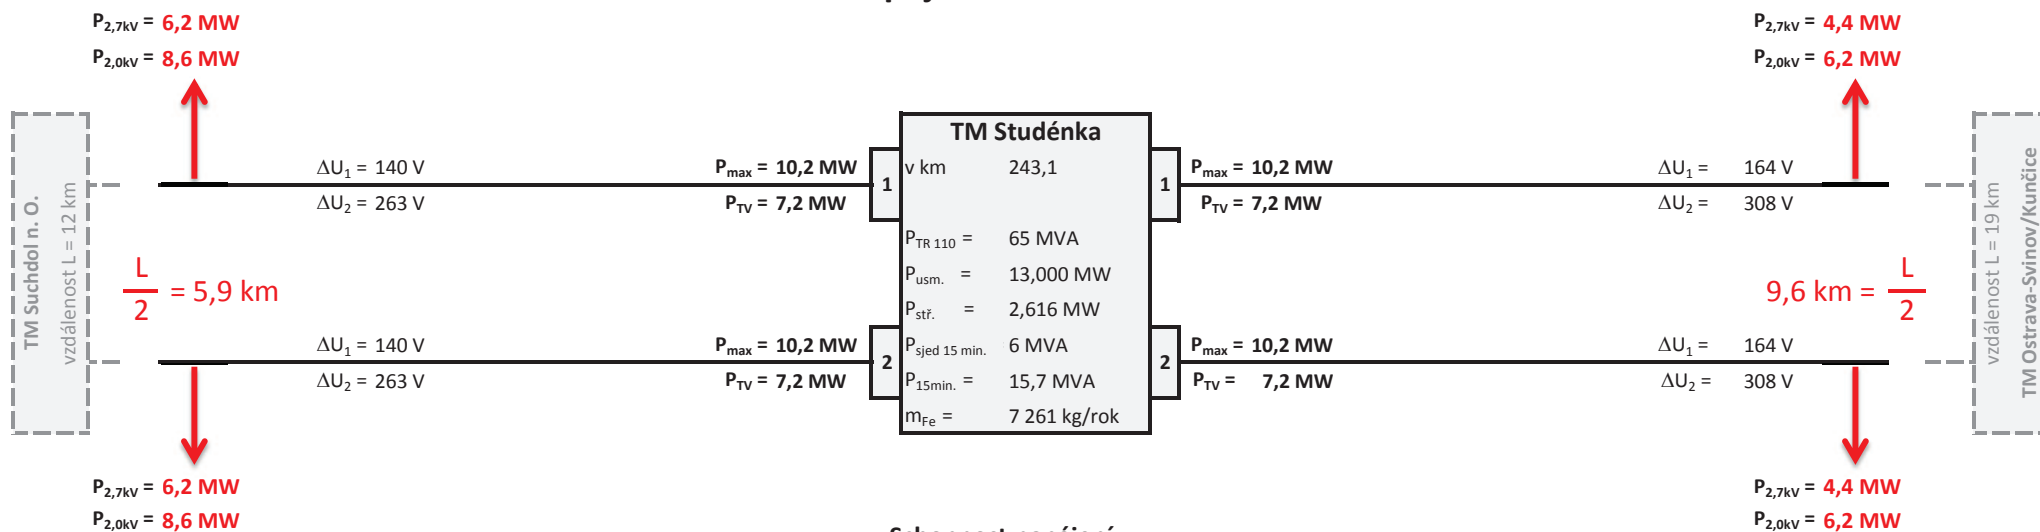 P2,7kV = 6,2 MW
P2,0kV = 8,6 MW
P2,7kV = 4,4 MW
P2,0kV = 6,2 MW
TM Suchdol n. O.
vzdálenost L = 12 km
ΔU1 = 140 V
ΔU2 = 263 V
Pmax = 10,2 MW
PTV = 7,2 MW
1
TM Studénka
v km 243,1
PTR 110 = 65 MVA
Pusm. = 13,000 MW
Pstř. = 2,616 MW
Psjed 15 min. 6 MVA
P15min. = 15,7 MVA
mFe = 7 261 kg/rok
1
Pmax = 10,2 MW
PTV = 7,2 MW
ΔU1 = 164 V
ΔU2 = 308 V
L/2 = 5,9 km
9,6 km = L/2
vzdálenost L = 19 km
TM Ostrava-Svinov/Kunčice
ΔU1 = 140 V
ΔU2 = 263 V
Pmax = 10,2 MW
PTV = 7,2 MW
2
2
Pmax = 10,2 MW
PTV = 7,2 MW
ΔU1 = 164 V
ΔU2 = 308 V
P2,7kV = 6,2 MW
P2,0kV = 8,6 MW
P2,7kV = 4,4 MW
P2,0kV = 6,2 MW